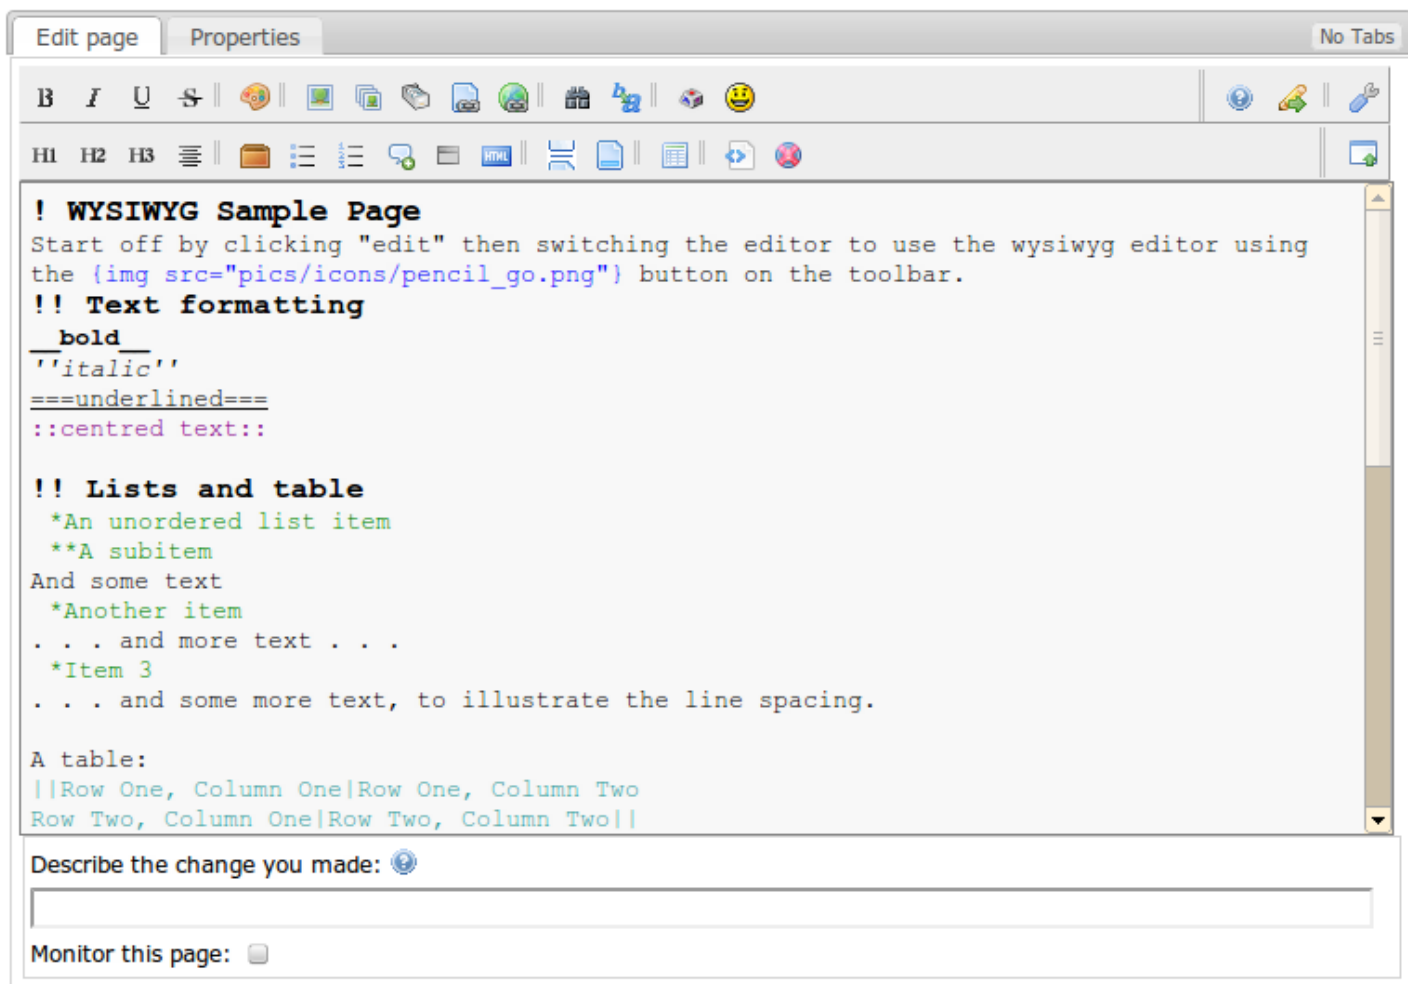 Edit page Properties No Tabs
B I U S
H1 H2 H3 HTML
! WYSIWYG Sample Page
Start off by clicking "edit" then switching the editor to use the wysiwyg editor using
the {img src="pics/icons/pencil_go.png"} button on the toolbar.
!! Text formatting
__bold__
''italic''
===underlined===
::centred text::
!! Lists and table
*An unordered list item
**A subitem
And some text
*Another item
. . . and more text . . .
*Item 3
. . . and some more text, to illustrate the line spacing.
A table:
||Row One, Column One|Row One, Column Two
Row Two, Column One|Row Two, Column Two||
Describe the change you made:
Monitor this page: